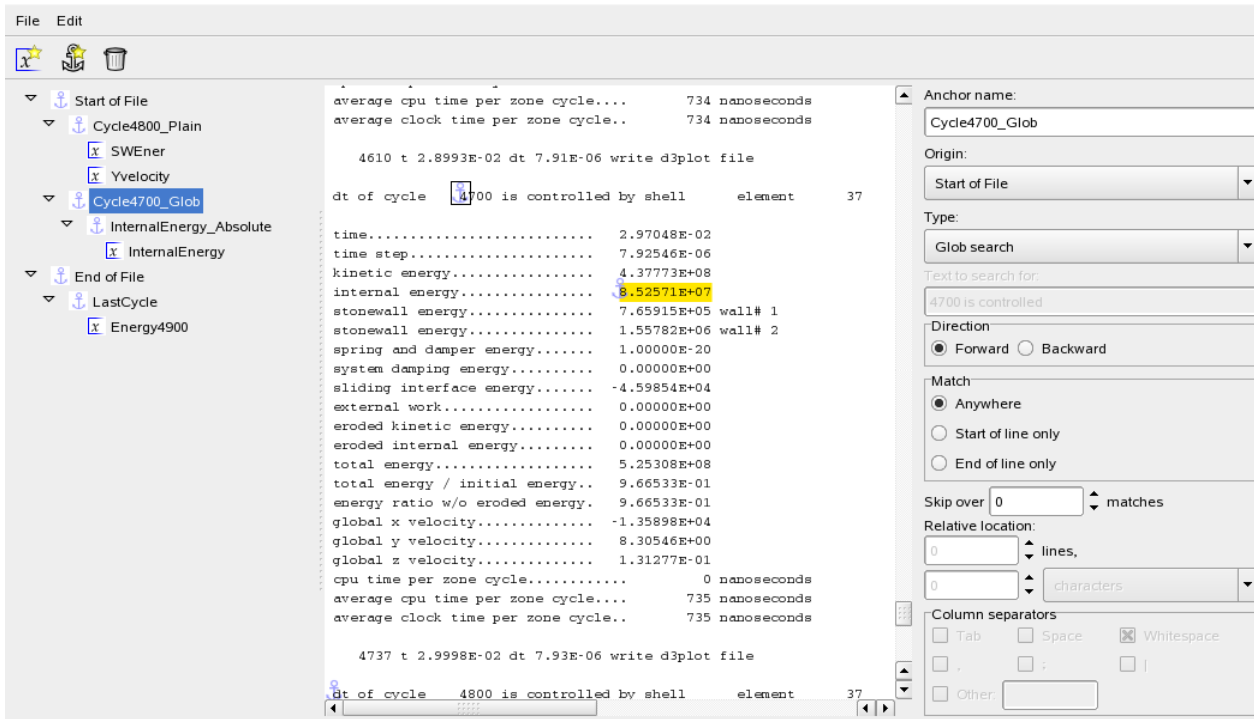 File Edit
Start of File
Cycle4800_Plain
x SWEner
x Yvelocity
Cycle4700_Glob
InternalEnergy_Absolute
x InternalEnergy
End of File
LastCycle
x Energy4900
average cpu time per zone cycle.... 734 nanoseconds
average clock time per zone cycle.. 734 nanoseconds
4610 t 2.8993E-02 dt 7.91E-06 write d3plot file
dt of cycle 4700 is controlled by shell element 37
time........................... 2.97048E-02
time step...................... 7.92546E-06
kinetic energy................. 4.37773E+08
internal energy................ 8.52571E+07
stonewall energy............... 7.65915E+05 wall# 1
stonewall energy............... 1.55782E+06 wall# 2
spring and damper energy....... 1.00000E-20
system damping energy.......... 0.00000E+00
sliding interface energy....... -4.59854E+04
external work.................. 0.00000E+00
eroded kinetic energy.......... 0.00000E+00
eroded internal energy......... 0.00000E+00
total energy................... 5.25308E+08
total energy / initial energy.. 9.66533E-01
energy ratio w/o eroded energy. 9.66533E-01
global x velocity.............. -1.35898E+04
global y velocity.............. 8.30546E+00
global z velocity.............. 1.31277E-01
cpu time per zone cycle............ 0 nanoseconds
average cpu time per zone cycle.... 735 nanoseconds
average clock time per zone cycle.. 735 nanoseconds
4737 t 2.9998E-02 dt 7.93E-06 write d3plot file
dt of cycle 4800 is controlled by shell element 37
Anchor name:
Cycle4700_Glob
Origin:
Start of File
Type:
Glob search
Text to search for:
4700 is controlled
Direction
Forward Backward
Match
Anywhere
Start of line only
End of line only
Skip over 0 matches
Relative location:
0 lines,
0 characters
Column separators
Tab Space Whitespace
, ; |
Other: